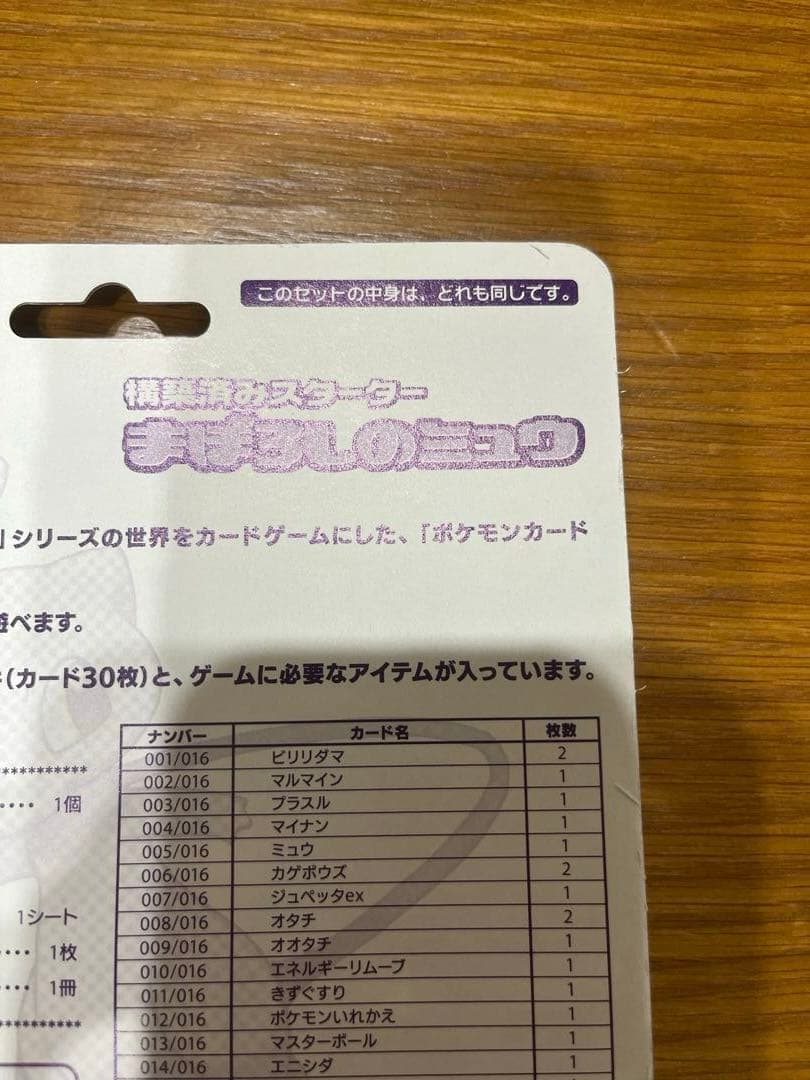 このセットの中身は、どれも同じです。
構築済みスターター
まぼろしのミュウ
」シリーズの世界をカードゲームにした、「ポケモンカード
遊べます。
（カード30枚）と、ゲームに必要なアイテムが入っています。
ナンバー カード名 枚数
001/016 ビリリダマ 2
002/016 マルマイン 1
003/016 プラスル 1
004/016 マイナン 1
005/016 ミュウ 1
006/016 カゲボウズ 2
007/016 ジュペッタex 1
008/016 オタチ 2
009/016 オオタチ 1
010/016 エネルギーリムーブ 1
011/016 きずぐすり 1
012/016 ポケモンいれかえ 1
013/016 マスターボール 1
014/016 エニシダ 1
***********
‥‥ 1個
1シート
‥‥ 1枚
‥‥ 1冊
***********